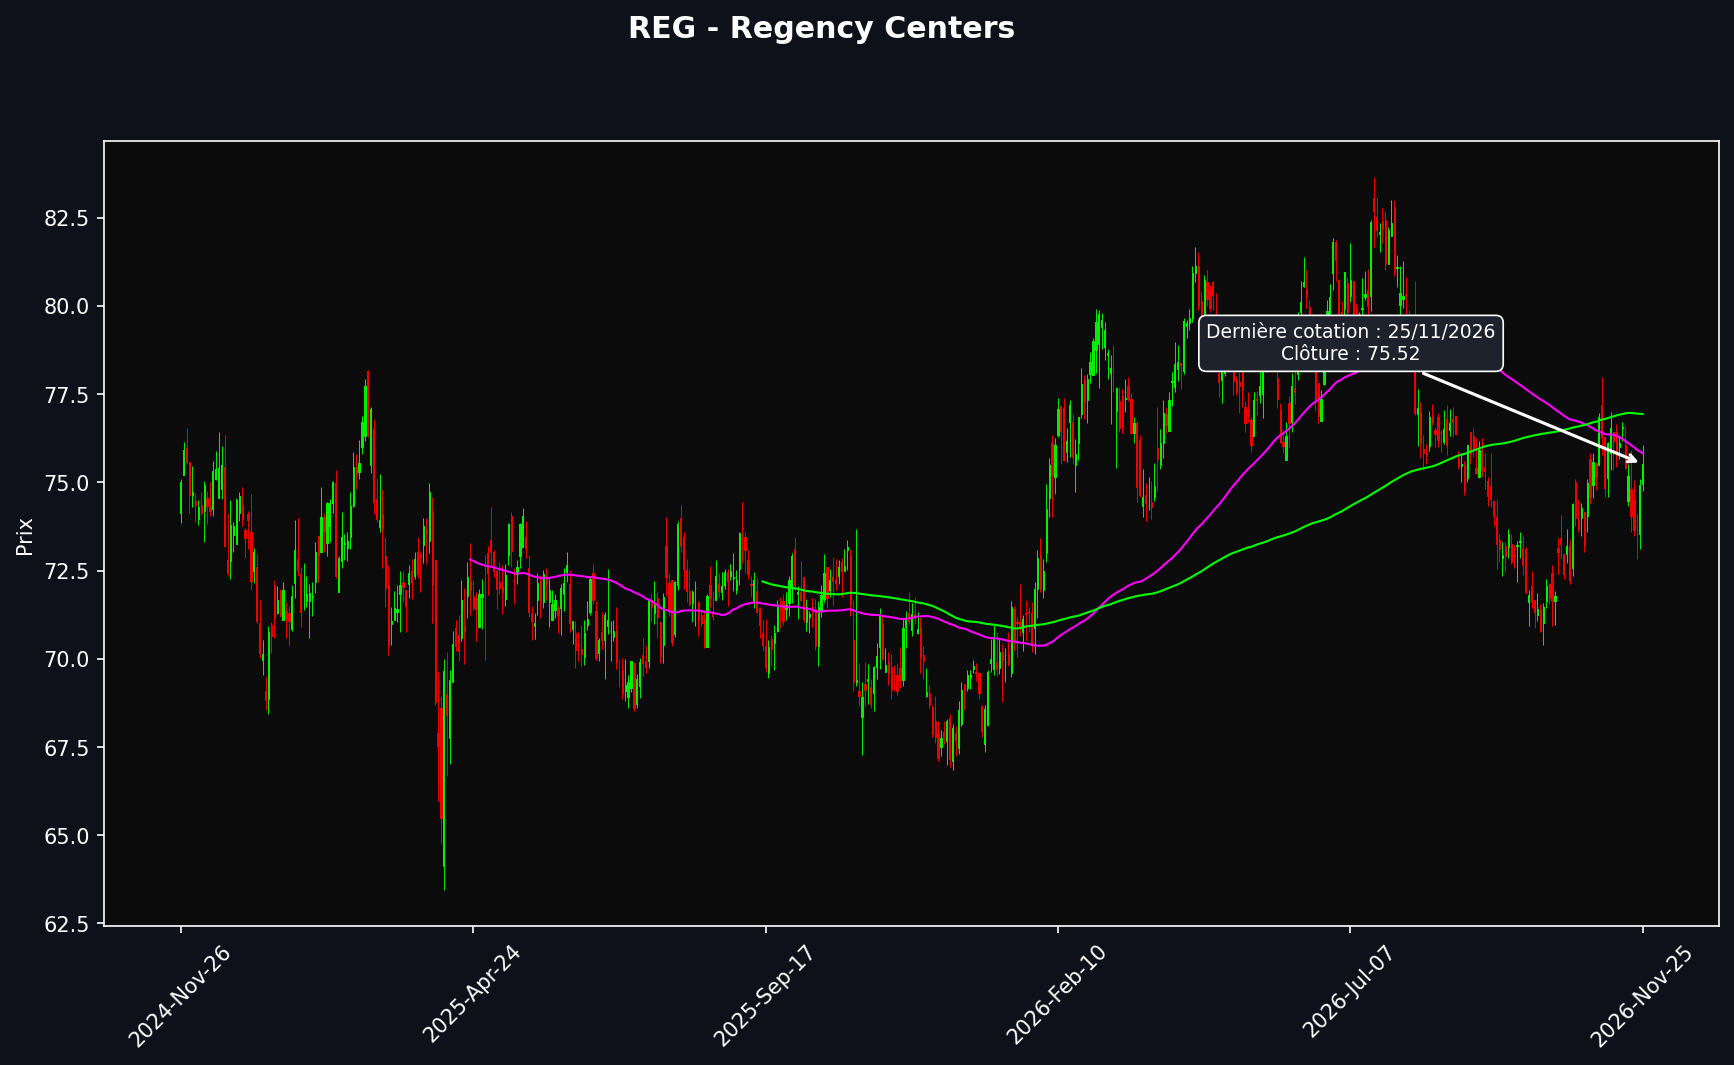 REG - Regency Centers
Prix
82.5
80.0
77.5
75.0
72.5
70.0
67.5
65.0
62.5
Dernière cotation : 25/11/2026
Clôture : 75.52
2024-Nov-26
2025-Apr-24
2025-Sep-17
2026-Feb-10
2026-Jul-07
2026-Nov-25